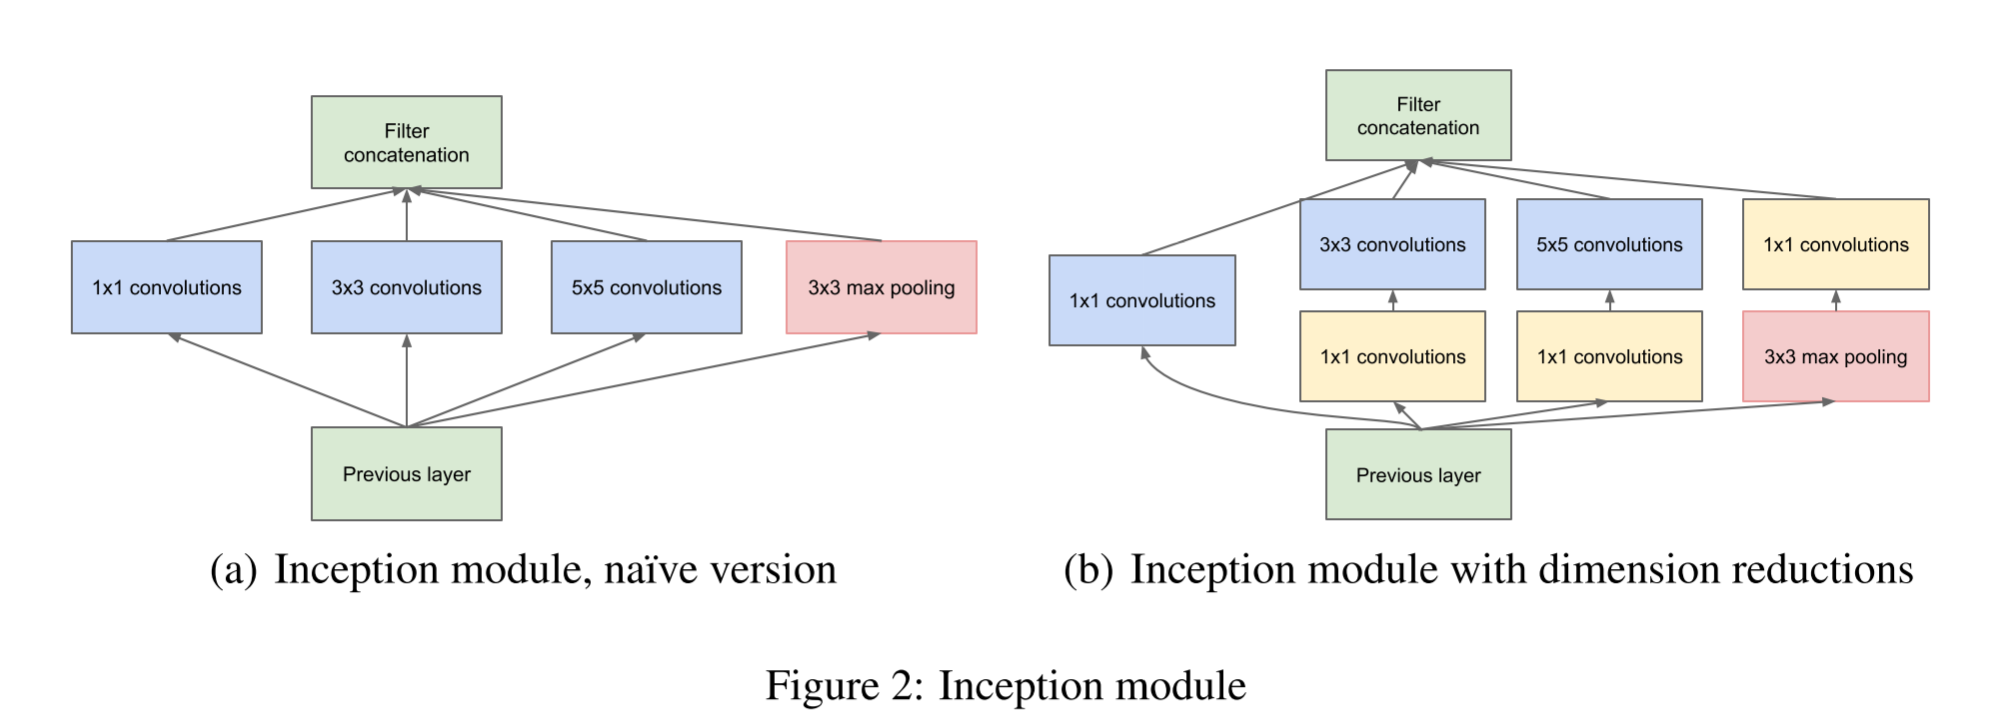 Filter
concatenation
1x1 convolutions
3x3 convolutions
5x5 convolutions
3x3 max pooling
Previous layer
(a) Inception module, naïve version
Filter
concatenation
1x1 convolutions
3x3 convolutions
5x5 convolutions
1x1 convolutions
1x1 convolutions
1x1 convolutions
3x3 max pooling
Previous layer
(b) Inception module with dimension reductions
Figure 2: Inception module